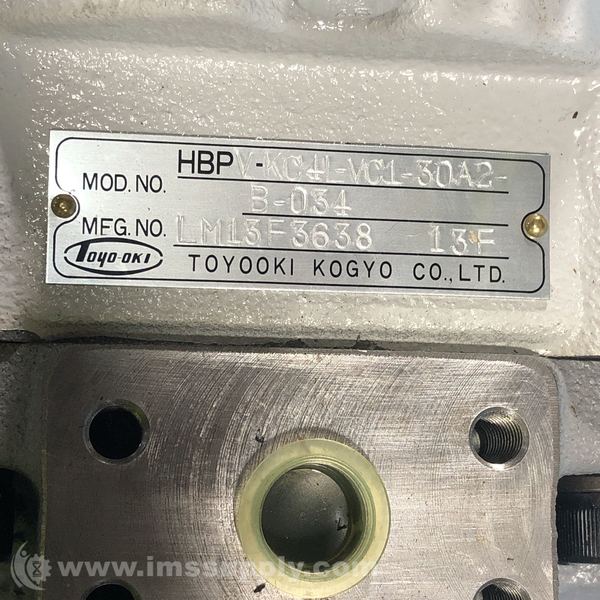 MOD. NO. HBPV-KC4L-VC1-30A2-
B-034
MFG. NO. LM13F3638 13F
TOYO-OKI TOYOOKI KOGYO CO., LTD.
© www.imssupply.com